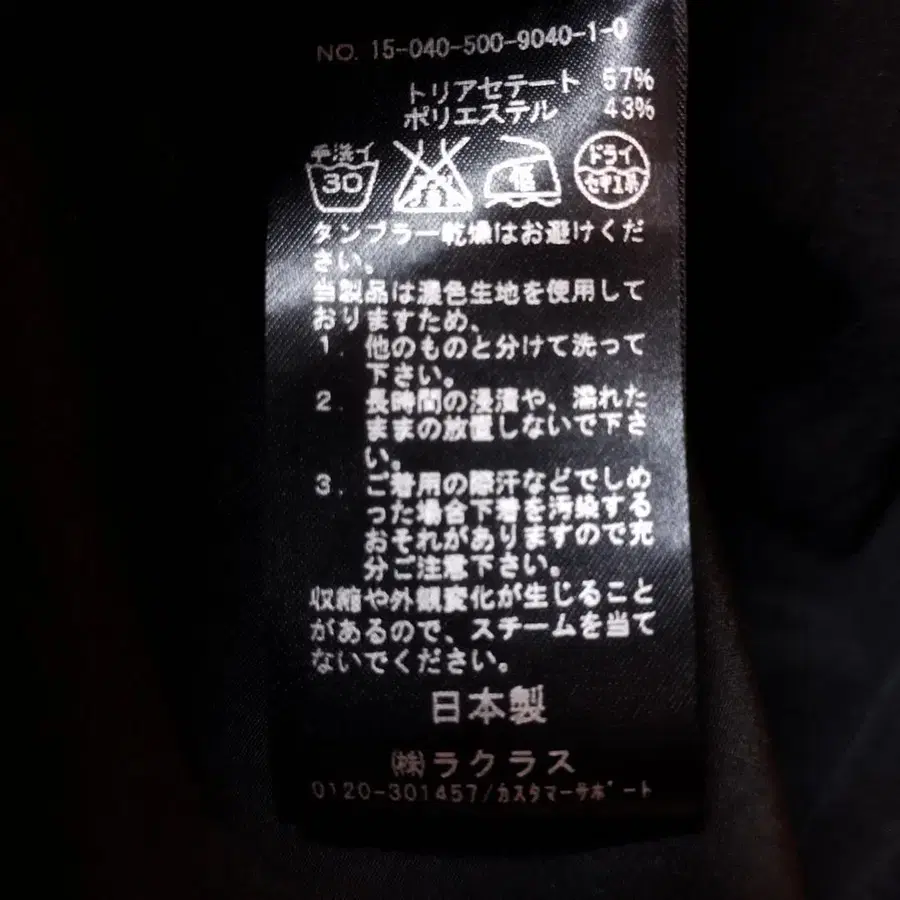 NO. 15-040-500-9040-1-0
トリアセテート 57%
ポリエステル 43%
手洗イ 30 低 ドライ セキユ系
タンブラー乾燥はお避けくだ
さい。
当製品は濃色生地を使用して
おりますため、
1. 他のものと分けて洗って
下さい。
2. 長時間の浸漬や、濡れた
ままの放置しないで下さ
い。
3. ご着用の際汗などでしめ
った場合下着を汚染する
おそれがありますので充
分ご注意下さい。
収縮や外観変化が生じること
があるので、スチームを当て
ないでください。
日本製
㈱ラクラス
0120-301457/カスタマーサポート